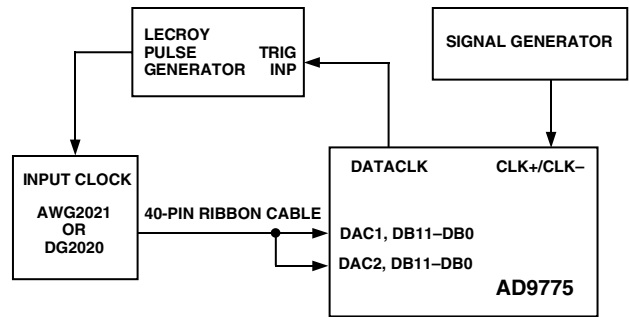 LECROY
PULSE TRIG
GENERATOR INP
SIGNAL GENERATOR
DATACLK CLK+/CLK–
INPUT CLOCK
AWG2021
OR
DG2020
40-PIN RIBBON CABLE
DAC1, DB11–DB0
DAC2, DB11–DB0
AD9775